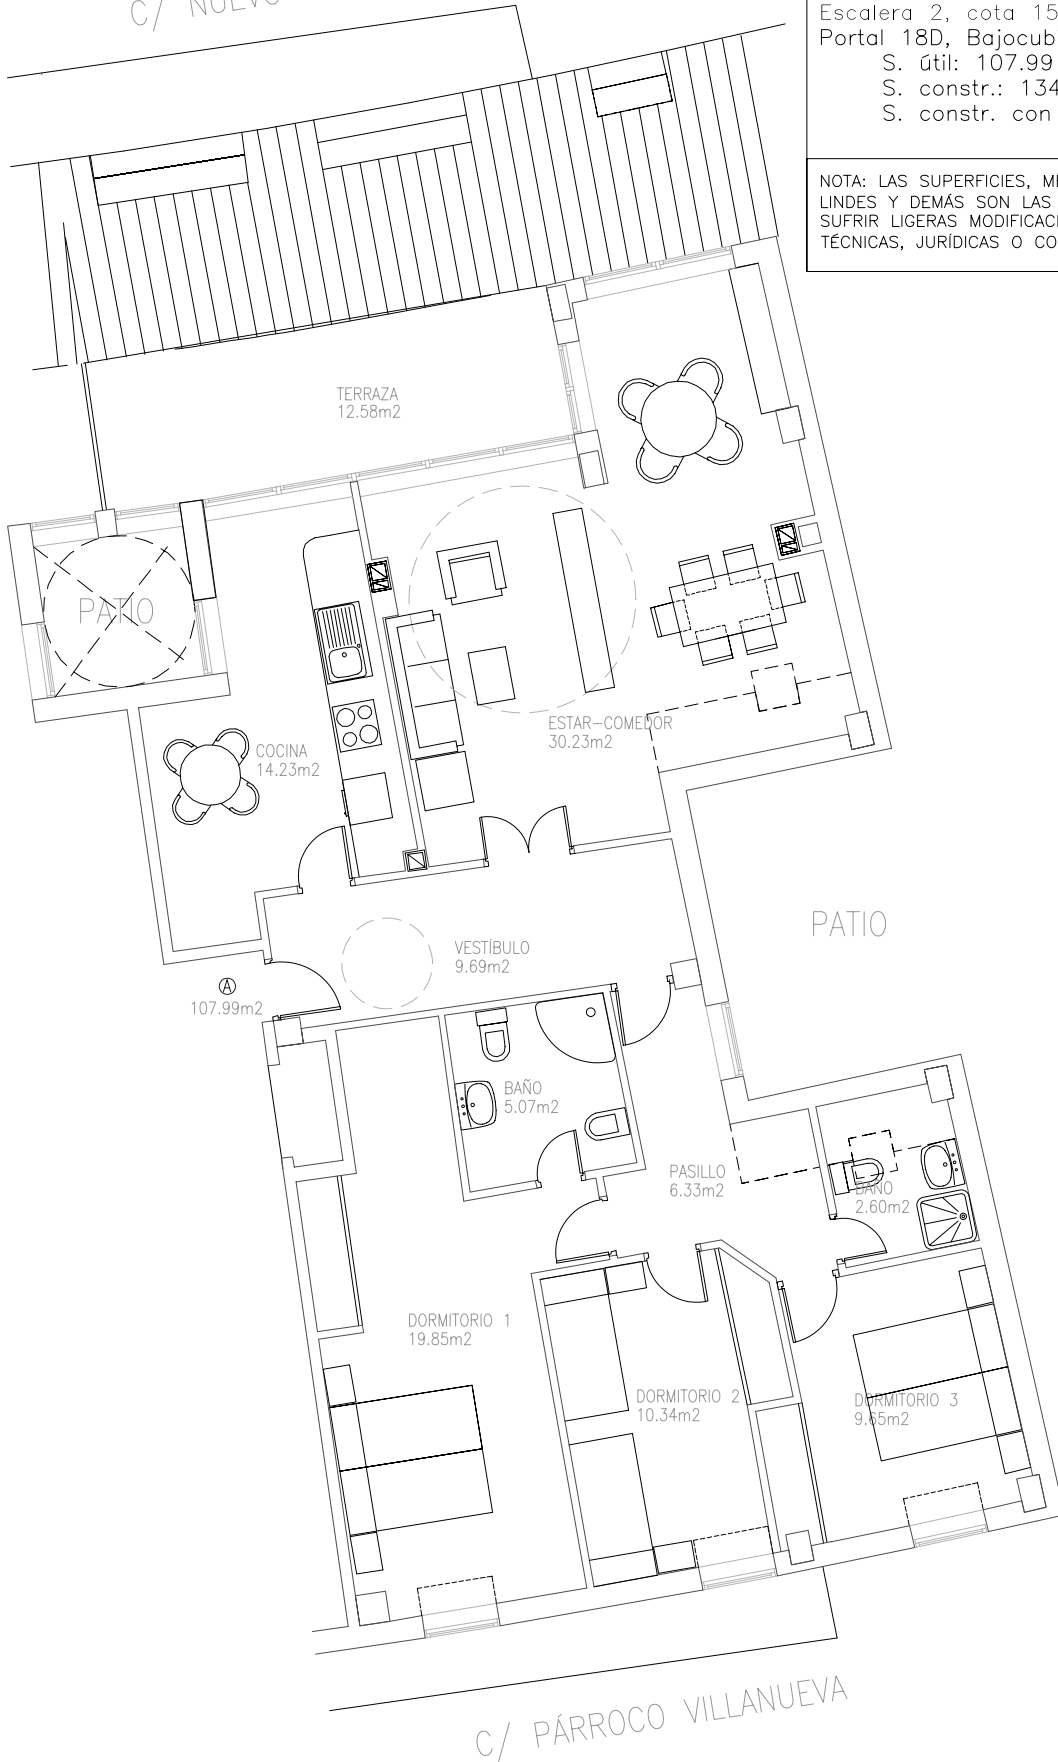 C/ NUEVO
Escalera 2, cota 15
Portal 18D, Bajocub
S. útil: 107.99
S. constr.: 134
S. constr. con
NOTA: LAS SUPERFICIES,
LINDES Y DEMÁS SON LAS
SUFRIR LIGERAS MODIFICACI
TÉCNICAS, JURÍDICAS O CO
TERRAZA
12.58m2
PATIO
ESTAR-COMEDOR
30.23m2
COCINA
14.23m2
PATIO
VESTÍBULO
9.69m2
A
107.99m2
BAÑO
5.07m2
PASILLO
6.33m2
BAÑO
2.60m2
DORMITORIO 1
19.85m2
DORMITORIO 2
10.34m2
DORMITORIO 3
9.65m2
C/ PÁRROCO VILLANUEVA